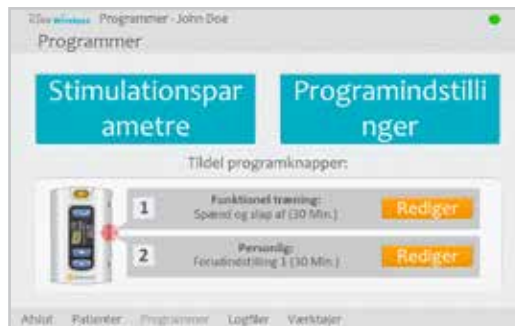 Programmer - John Doe
Programmer
Stimulationspar
ametre
Programindstilli
nger
Tildel programknapper:
1
Funktionel træning:
Spænd og slap af (30 Min.)
Rediger
2
Personlig:
Forudindstilling 1 (30 Min.)
Rediger
Afslut Patienter Programmer Logfiler Værktøjer